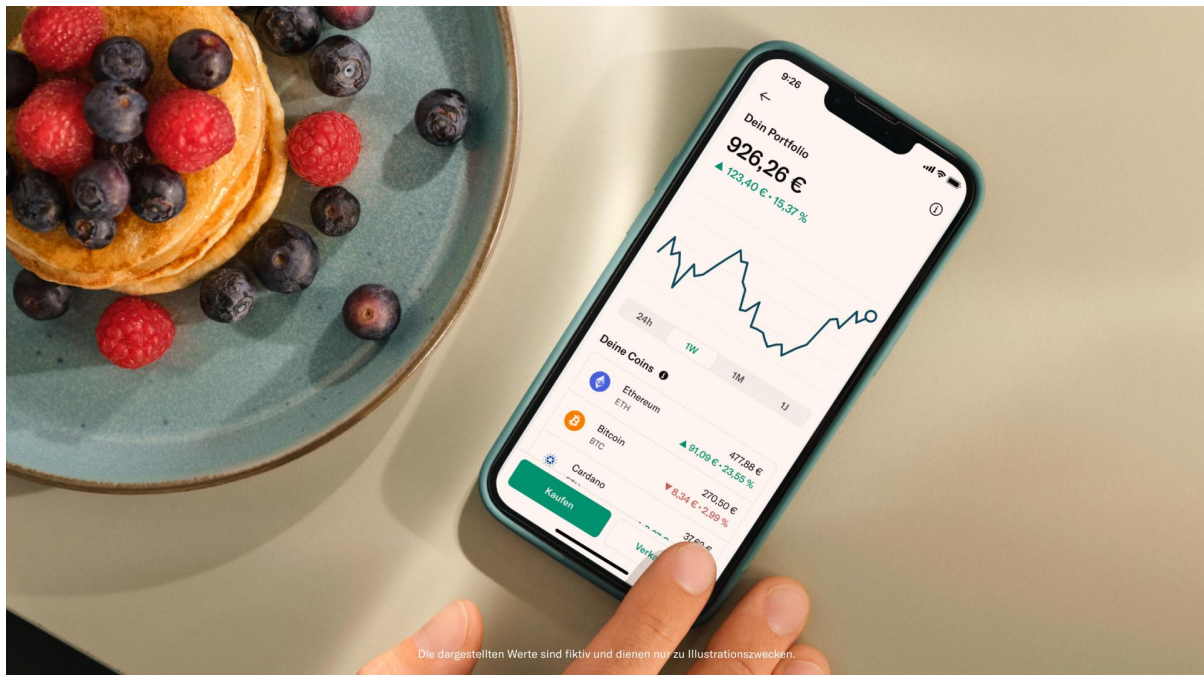 9:26
Dein Portfolio
926,26 €
▲ 123,40 € • 15,37 %
24h 1W 1M 1J
Deine Coins
Ethereum 477,88 €
ETH ▲ 91,09 € • 23,55 %
Bitcoin 270,50 €
BTC ▼ 8,34 € • 2,99 %
Cardano
Kaufen
Die dargestellten Werte sind fiktiv und dienen nur zu Illustrationszwecken.